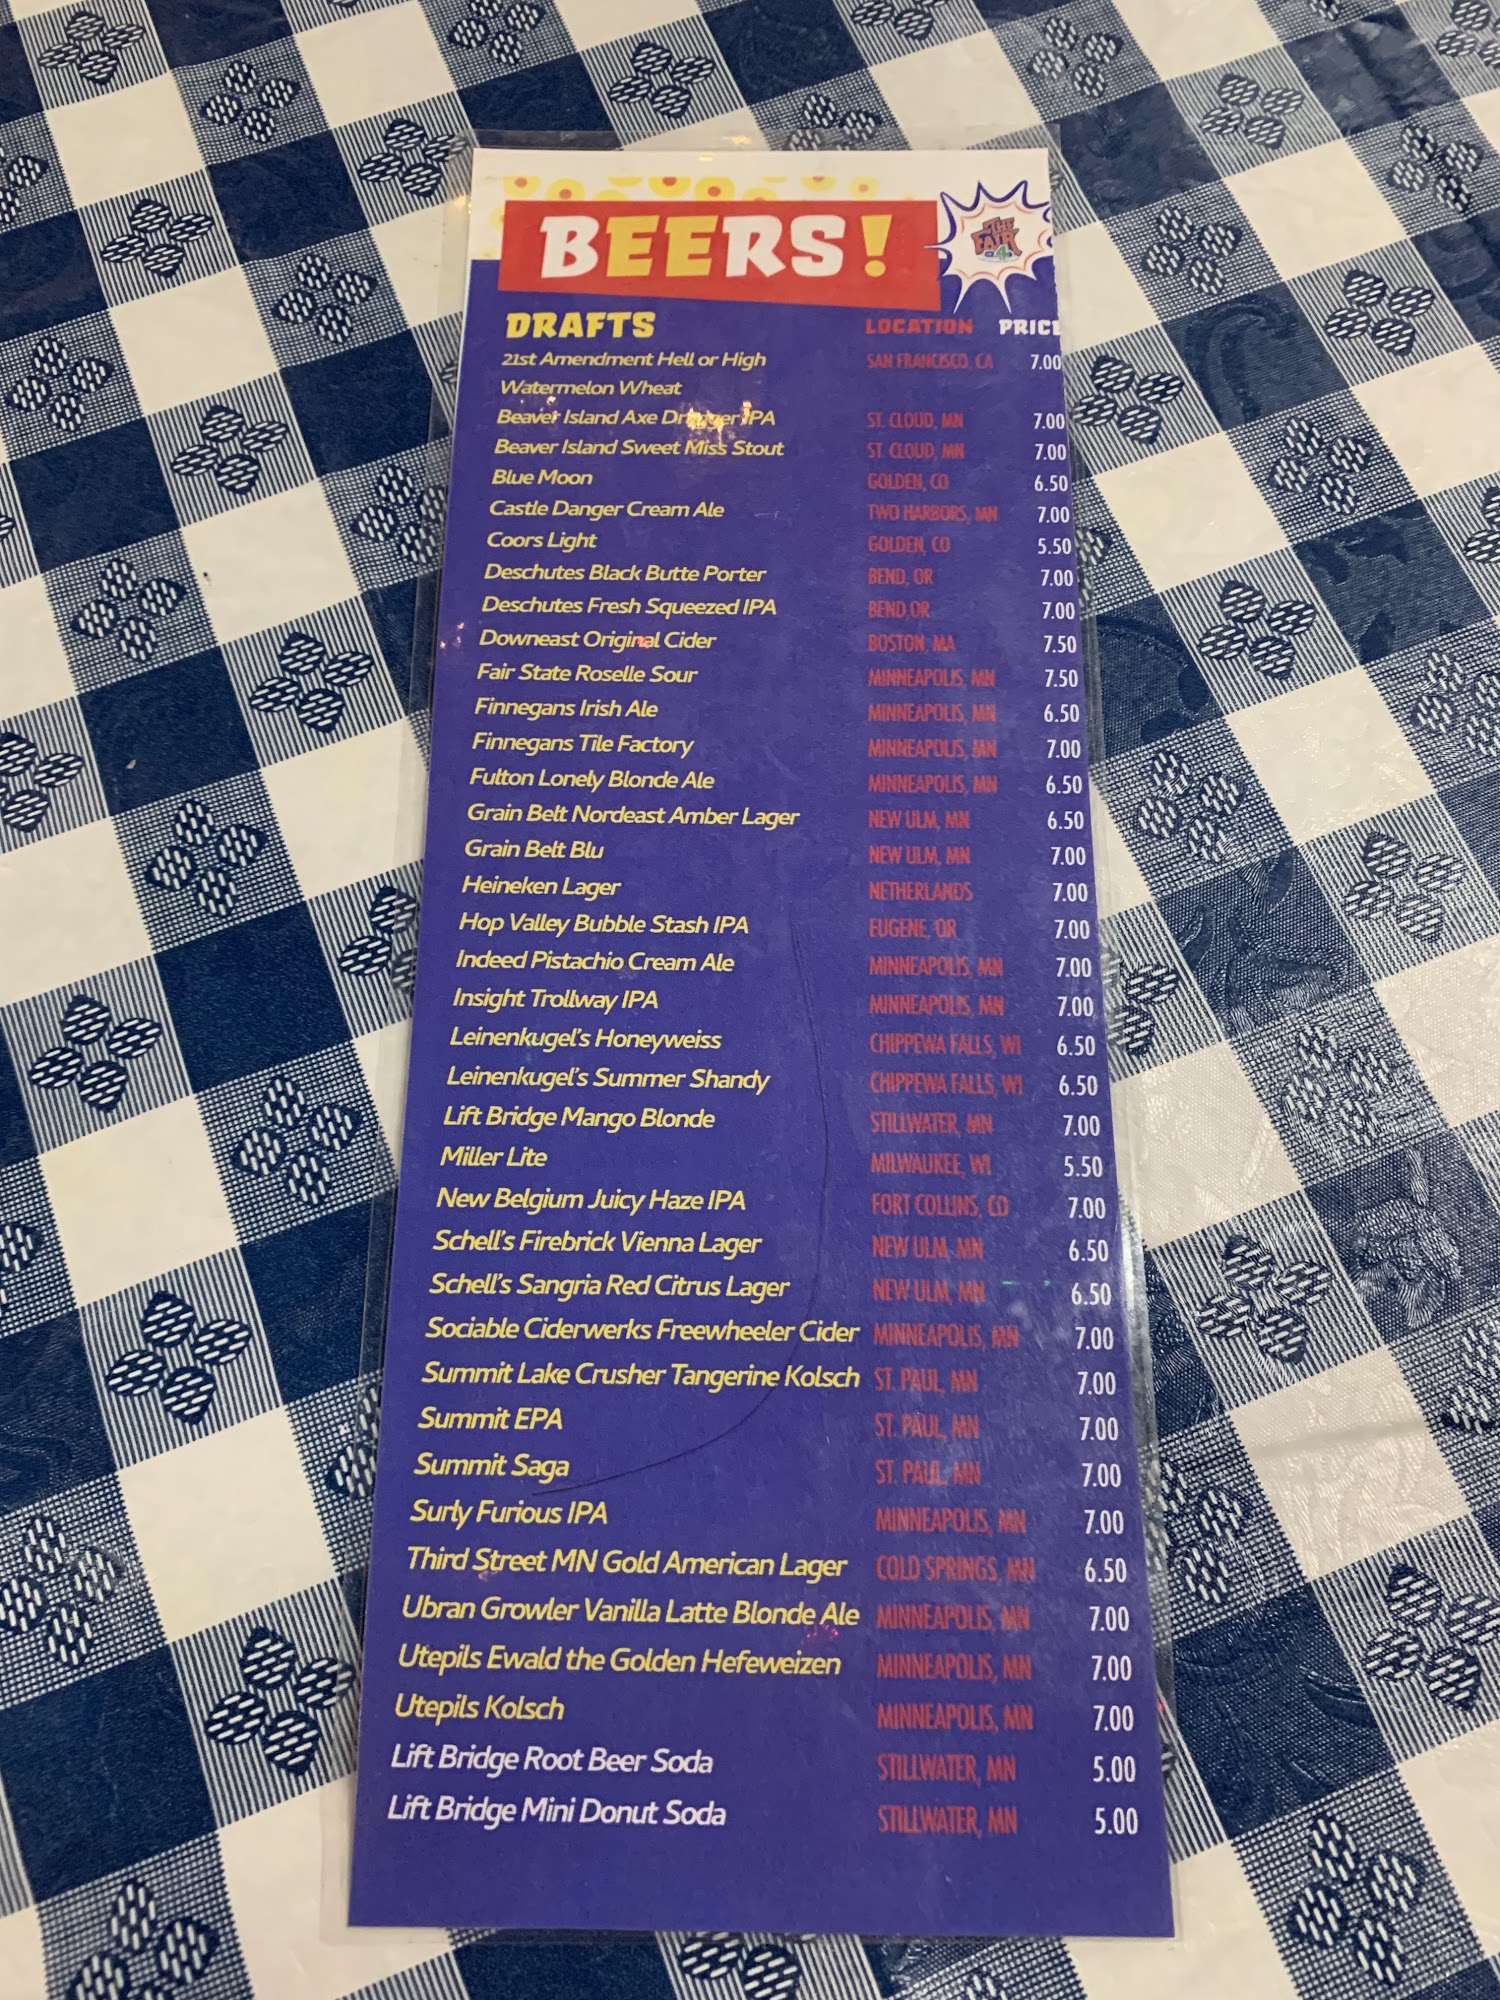 BEERS!
THE FAIR
DRAFTS LOCATION PRICE
21st Amendment Hell or High SAN FRANCISCO, CA 7.00
Watermelon Wheat
Beaver Island Axe IPA ST. CLOUD, MN 7.00
Beaver Island Sweet Miss Stout ST. CLOUD, MN 7.00
Blue Moon GOLDEN, CO 6.50
Castle Danger Cream Ale TWO HARBORS, MN 7.00
Coors Light GOLDEN, CO 5.50
Deschutes Black Butte Porter BEND, OR 7.00
Deschutes Fresh Squeezed IPA BEND,OR 7.00
Downeast Original Cider BOSTON, MA 7.50
Fair State Roselle Sour MINNEAPOLIS, MN 7.50
Finnegans Irish Ale MINNEAPOLIS, MN 6.50
Finnegans Tile Factory MINNEAPOLIS, MN 7.00
Fulton Lonely Blonde Ale MINNEAPOLIS, MN 6.50
Grain Belt Nordeast Amber Lager NEW ULM, MN 6.50
Grain Belt Blu NEW ULM, MN 7.00
Heineken Lager NETHERLANDS 7.00
Hop Valley Bubble Stash IPA EUGENE, OR 7.00
Indeed Pistachio Cream Ale MINNEAPOLIS, MN 7.00
Insight Trollway IPA MINNEAPOLIS, MN 7.00
Leinenkugel's Honeyweiss CHIPPEWA FALLS, WI 6.50
Leinenkugel's Summer Shandy CHIPPEWA FALLS, WI 6.50
Lift Bridge Mango Blonde STILLWATER, MN 7.00
Miller Lite MILWAUKEE, WI 5.50
New Belgium Juicy Haze IPA FORT COLLINS, CO 7.00
Schell's Firebrick Vienna Lager NEW ULM, MN 6.50
Schell's Sangria Red Citrus Lager NEW ULM, MN 6.50
Sociable Ciderwerks Freewheeler Cider MINNEAPOLIS, MN 7.00
Summit Lake Crusher Tangerine Kolsch ST. PAUL, MN 7.00
Summit EPA ST. PAUL, MN 7.00
Summit Saga ST. PAUL, MN 7.00
Surly Furious IPA MINNEAPOLIS, MN 7.00
Third Street MN Gold American Lager COLD SPRINGS, MN 6.50
Ubran Growler Vanilla Latte Blonde Ale MINNEAPOLIS, MN 7.00
Utepils Ewald the Golden Hefeweizen MINNEAPOLIS, MN 7.00
Utepils Kolsch MINNEAPOLIS, MN 7.00
Lift Bridge Root Beer Soda STILLWATER, MN 5.00
Lift Bridge Mini Donut Soda STILLWATER, MN 5.00